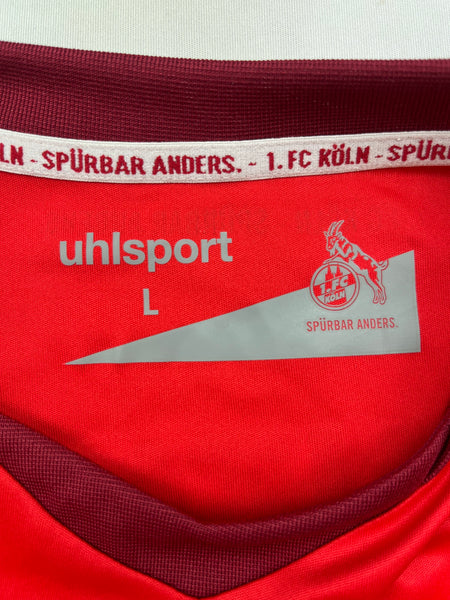 LN - SPÜRBAR ANDERS. - 1. FC KÖLN - SPÜRB
uhlsport
L
1. FC
KÖLN
SPÜRBAR ANDERS.